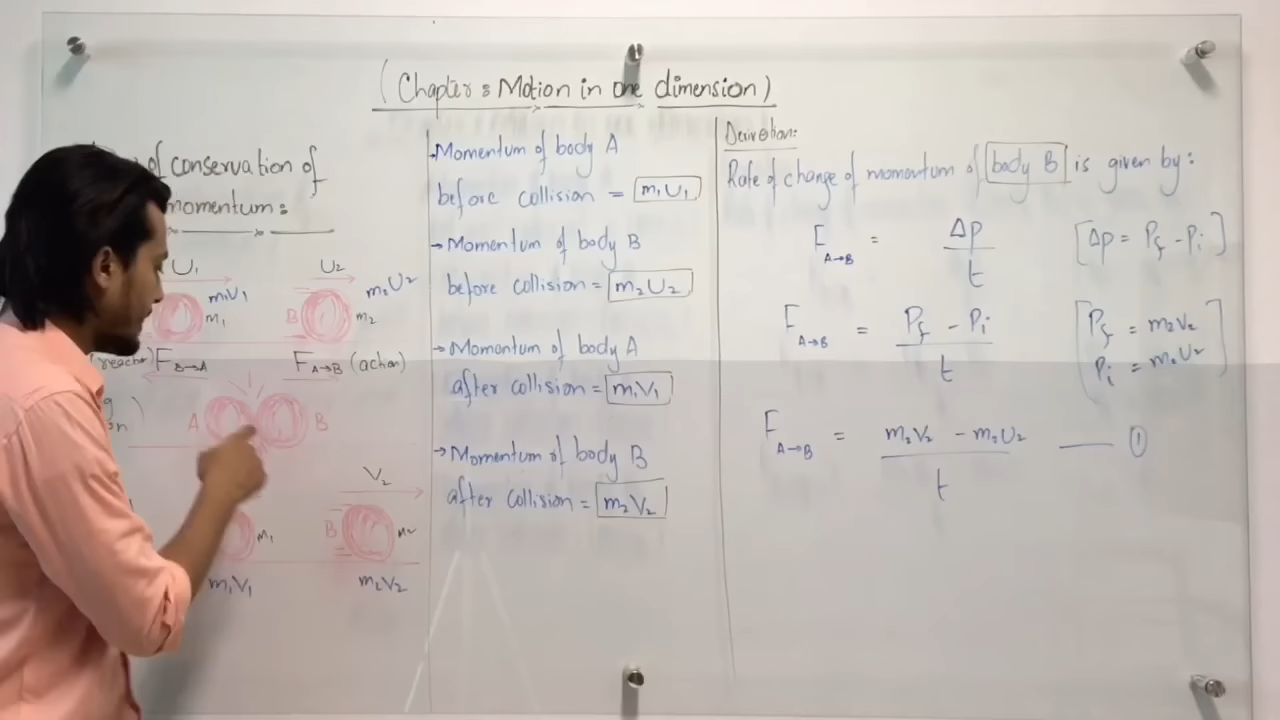 (Chapter : Motion in one dimension)
of conservation of
momentum :
U1 U2
m1V1 m1 B m2 m2U2
(reaction) F B→A F A→B (action)
A B
V2
m1 B m2
m1V1 m2V2
→Momentum of body A
before collision = m1U1
→ Momentum of body B
before collision = m2U2
→ Momentum of body A
after collision = m1V1
→ Momentum of body B
after collision = m2V2
Derivation:
Rate of change of momentum of body B is given by :
F A→B = Δp / t [Δp = Pf - Pi]
F A→B = Pf - Pi / t [Pf = m2V2
Pi = m2U2]
F A→B = m2V2 - m2U2 / t —— ①